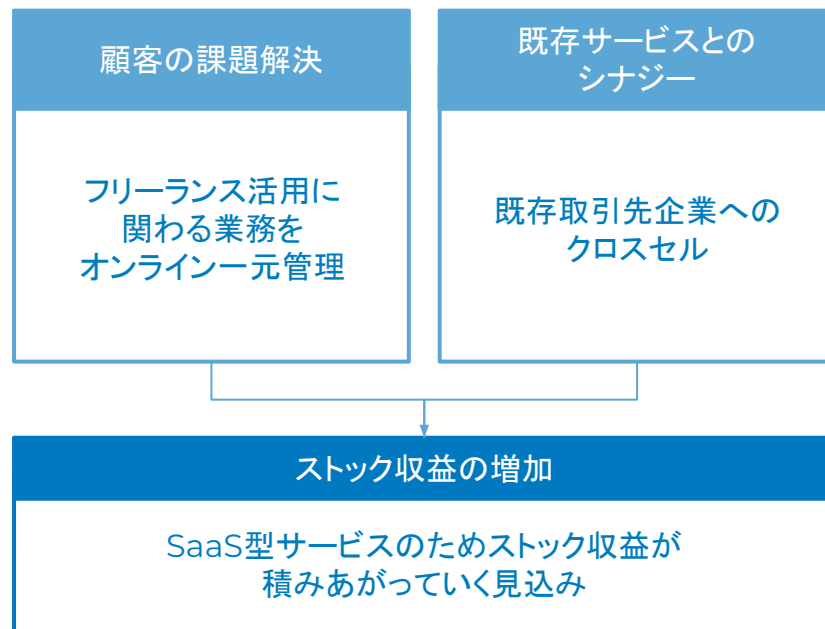 顧客の課題解決
フリーランス活用に
関わる業務を
オンライン一元管理
既存サービスとの
シナジー
既存取引先企業への
クロスセル
ストック収益の増加
SaaS型サービスのためストック収益が
積みあがっていく見込み